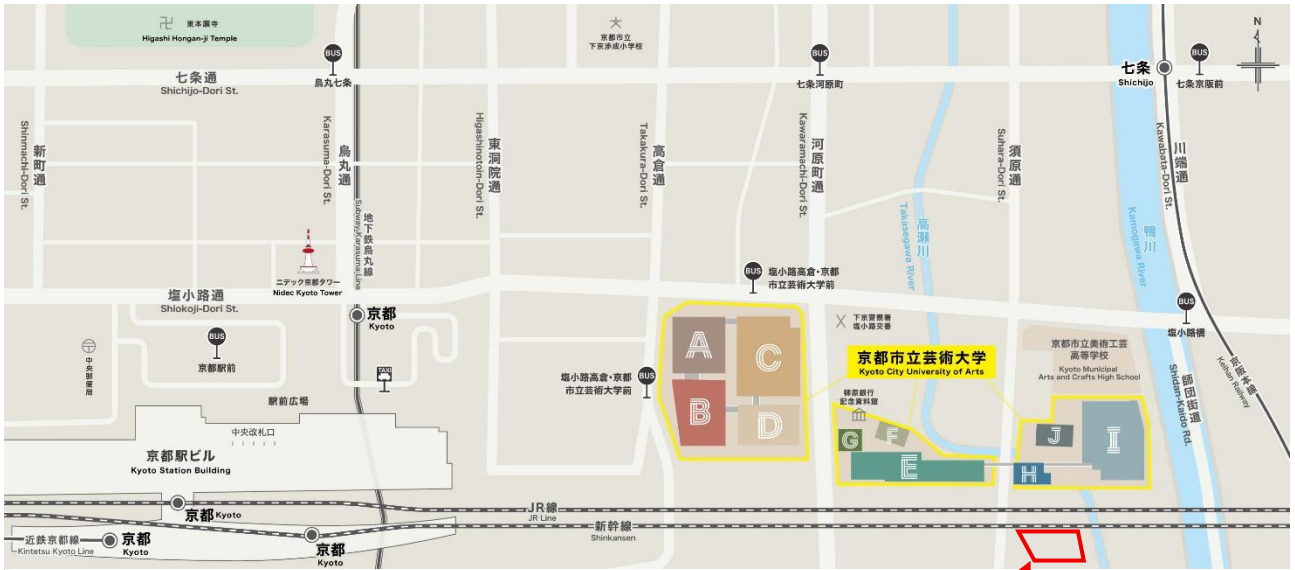 東本願寺
Higashi Hongan-ji Temple
京都市立
下京渉成小学校
N
BUS
烏丸七条
BUS
七条河原町
七条
Shichijo
BUS
七条京阪前
七条通
Shichijo-Dori St.
新町通
Shinmachi-Dori St.
烏丸通
Karasuma-Dori St.
地下鉄烏丸線
Subway Karasuma Line
東洞院通
Higashinotoin-Dori St.
高倉通
Takakura-Dori St.
河原町通
Kawaramachi-Dori St.
高瀬川
Takasegawa River
須原通
Suhara-Dori St.
鴨川
Kamogawa River
川端通
Kawabata-Dori St.
ニデック京都タワー
Nidec Kyoto Tower
塩小路通
Shiokoji-Dori St.
京都
Kyoto
BUS
塩小路高倉・京都
市立芸術大学前
BUS
塩小路橋
中央郵便局
BUS
京都駅前
TAXI
駅前広場
中央改札口
京都駅ビル
Kyoto Station Building
BUS
塩小路高倉・京都
市立芸術大学前
A
B
C
D
下京警察署
塩小路交番
京都市立芸術大学
Kyoto City University of Arts
柳原銀行
記念資料館
G
F
E
京都市立美術工芸
高等学校
Kyoto Municipal
Arts and Crafts High School
J
I
H
師団街道
Shidan-Kaido Rd.
京阪本線
Keihan Railway
京都 Kyoto
JR線
JR Line
新幹線
Shinkansen
近鉄京都線
Kintetsu Kyoto Line
京都
Kyoto
京都
Kyoto